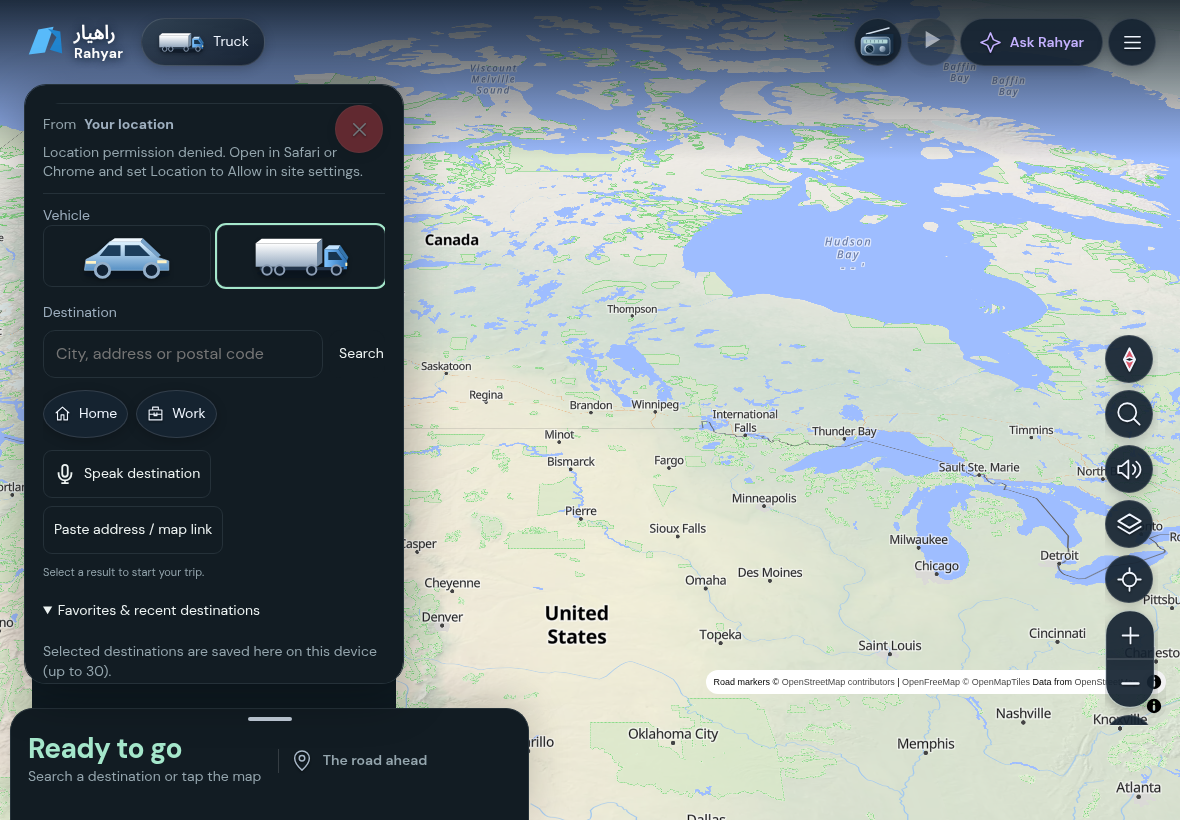 راهیار
Rahyar
Truck
Ask Rahyar
From Your location
Location permission denied. Open in Safari or
Chrome and set Location to Allow in site settings.
Vehicle
Destination
City, address or postal code
Search
Home
Work
Speak destination
Paste address / map link
Select a result to start your trip.
▼ Favorites & recent destinations
Selected destinations are saved here on this device
(up to 30).
Ready to go
Search a destination or tap the map
The road ahead
Viscount
Melville
Sound
Baffin
Bay
Baffin
Bay
Canada
Hudson
Bay
Thompson
Saskatoon
Regina
Brandon
Winnipeg
International
Falls
Thunder Bay
Timmins
Minot
Bismarck
Fargo
Sault Ste. Marie
North
Minneapolis
Pierre
Sioux Falls
Milwaukee
Chicago
Detroit
Casper
Cheyenne
Omaha
Des Moines
Denver
United
States
Topeka
Saint Louis
Cincinnati
Pittsbu
Charlesto
Road markers © OpenStreetMap contributors | OpenFreeMap © OpenMapTiles Data from OpenSt
Nashville
Knoxville
Oklahoma City
Memphis
Atlanta
Dallas